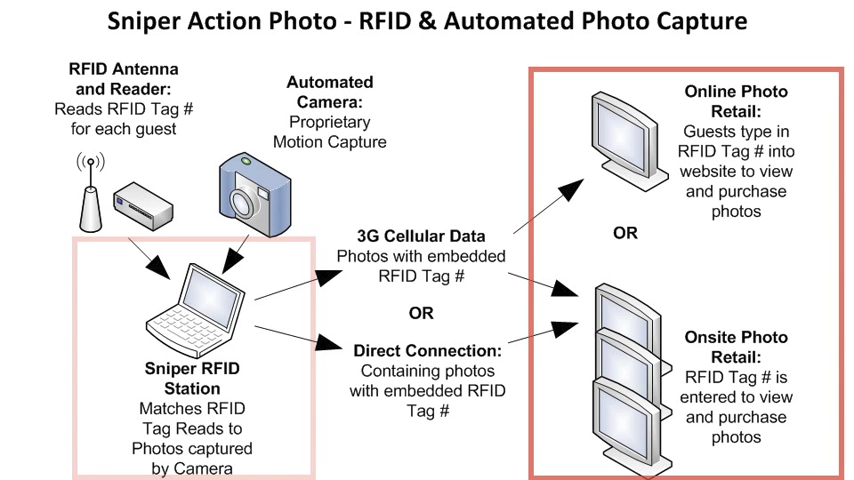 Sniper Action Photo - RFID & Automated Photo Capture
RFID Antenna
and Reader:
Reads RFID Tag #
for each guest
Automated
Camera:
Proprietary
Motion Capture
Sniper RFID
Station
Matches RFID
Tag Reads to
Photos captured
by Camera
3G Cellular Data
Photos with embedded
RFID Tag #
OR
Direct Connection:
Containing photos
with embedded RFID
Tag #
Online Photo
Retail:
Guests type in
RFID Tag # into
website to view
and purchase
photos
OR
Onsite Photo
Retail:
RFID Tag # is
entered to view
and purchase
photos